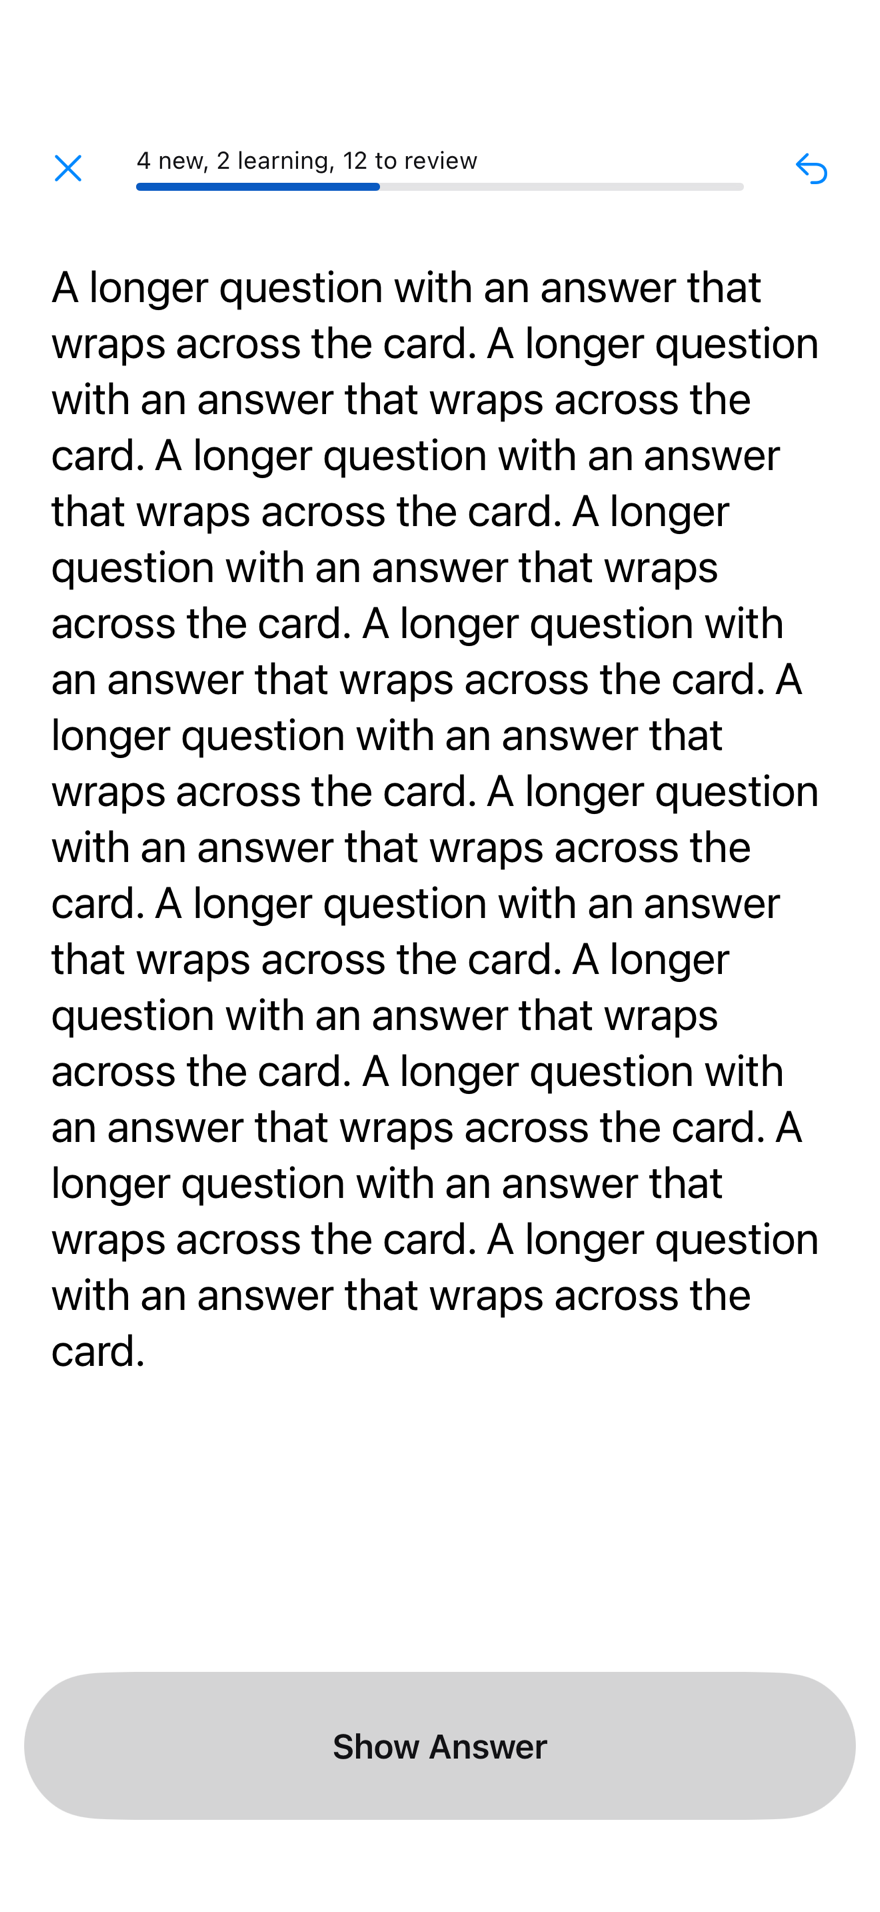 4 new, 2 learning, 12 to review
A longer question with an answer that
wraps across the card. A longer question
with an answer that wraps across the
card. A longer question with an answer
that wraps across the card. A longer
question with an answer that wraps
across the card. A longer question with
an answer that wraps across the card. A
longer question with an answer that
wraps across the card. A longer question
with an answer that wraps across the
card. A longer question with an answer
that wraps across the card. A longer
question with an answer that wraps
across the card. A longer question with
an answer that wraps across the card. A
longer question with an answer that
wraps across the card. A longer question
with an answer that wraps across the
card.
Show Answer